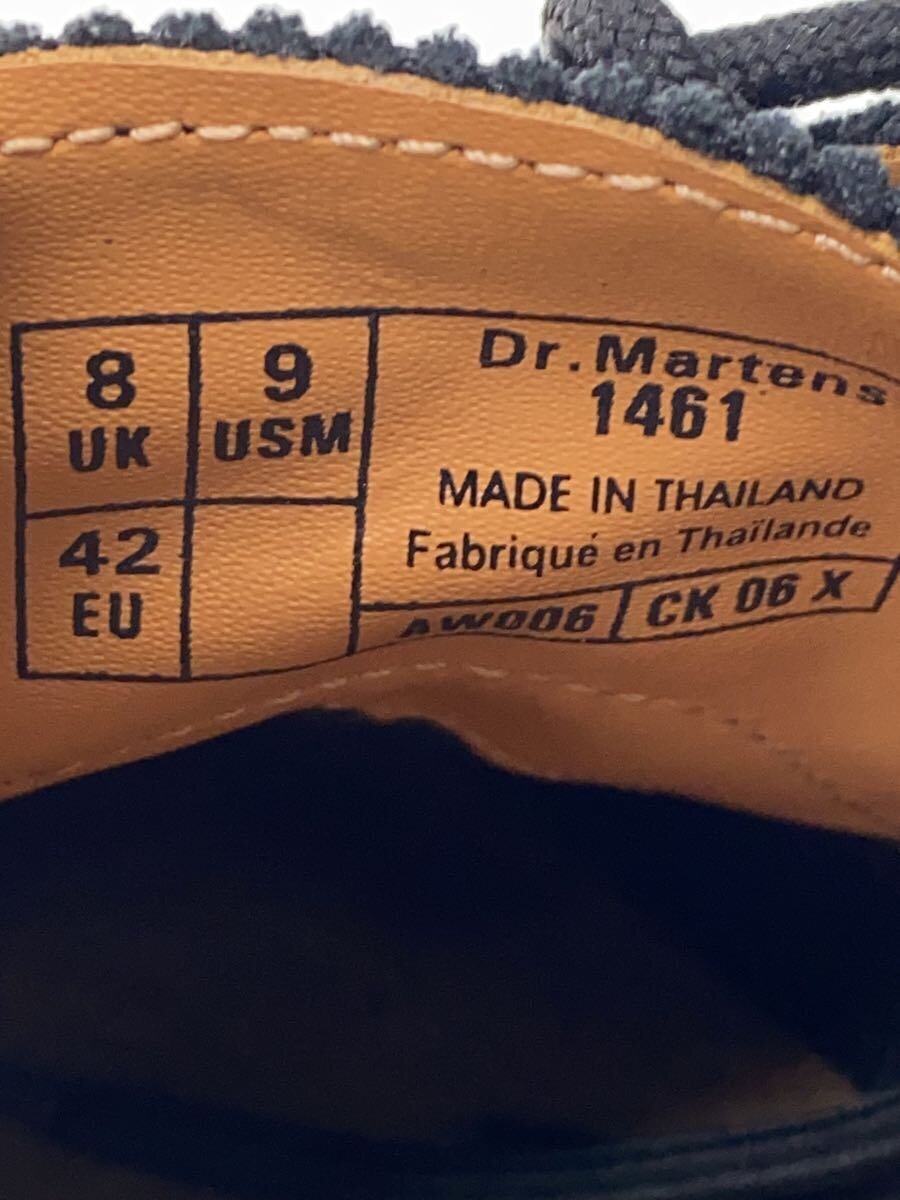 8
UK
9
USM
42
EU
Dr.Martens
1461
MADE IN THAILAND
Fabriqué en Thaïlande
AW006
CK 06 X